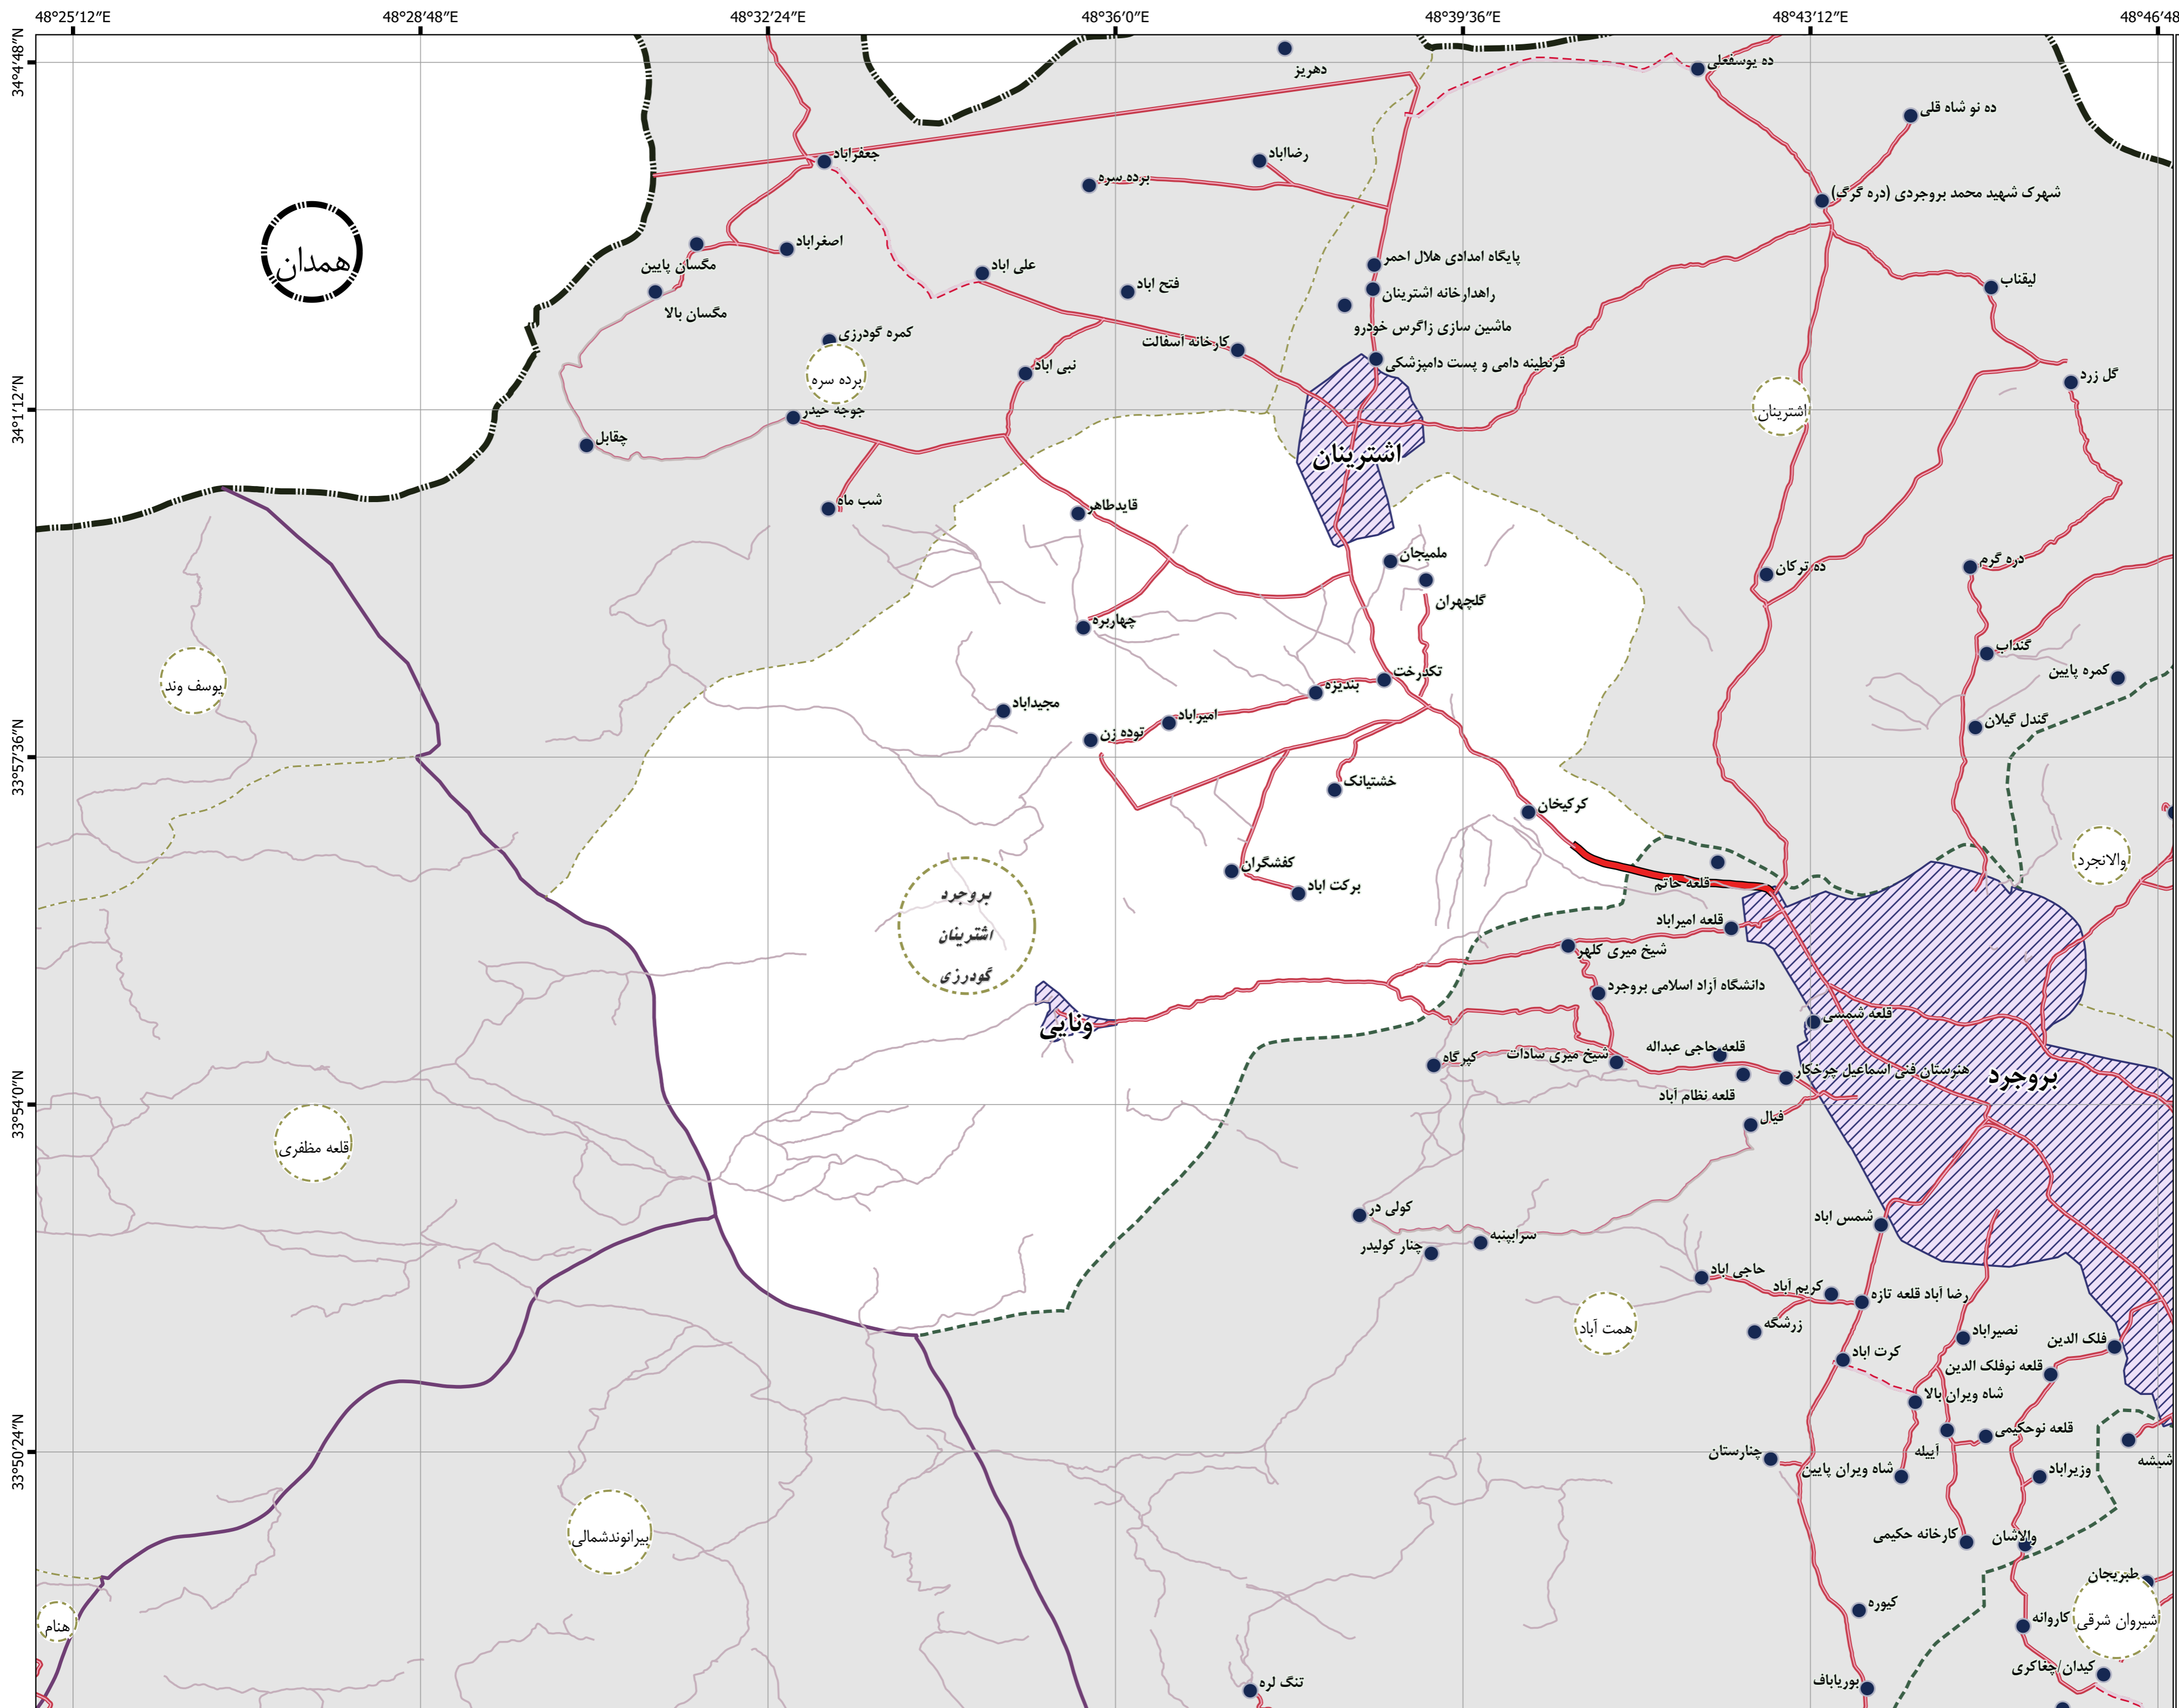 48°25'12"E
48°28'48"E
48°32'24"E
48°36'0"E
48°39'36"E
48°43'12"E
48°46'48
34°4'48"N
34°1'12"N
33°57'36"N
33°54'0"N
33°50'24"N
دهریز
ده یوسفعلی
ده نو شاه قلی
جعفراباد
رضااباد
برده سره
شهرک شهید محمد بروجردی (دره گرگ)
همدان
اصغراباد
مگسان پایین
علی اباد
پایگاه امدادی هلال احمر
فتح اباد
راهدارخانه اشترینان
لیقناب
مگسان بالا
ماشین سازی زاگرس خودرو
کمره گودرزی
کارخانه آسفالت
قرنطینه دامی و پست دامپزشکی
نبی اباد
برده سره
گل زرد
جوجه حیدر
اشترینان
چقابل
اشترینان
شب ماه
قایدطاهر
ملمیجان
ده ترکان
دره گرم
گلچهران
چهاربره
گنداب
کمره پایین
تکدرخت
بندیزه
یوسف وند
مجیداباد
امیراباد
توده زن
گندل گیلان
خشتیانک
کرکیخان
والانجرد
کفشگران
برکت اباد
قلعه حاتم
بروجرد
اشترینان
گودرزی
قلعه امیراباد
شیخ میری کلهر
دانشگاه آزاد اسلامی بروجرد
ونایی
قلعه شمسی
قلعه حاجی عبداله
شیخ میری سادات
کپرگاه
هنرستان فنی اسماعیل چرخکار
بروجرد
قلعه نظام آباد
فیال
قلعه مظفری
کولی در
شمس اباد
سرابپنبه
چنار کولیدر
حاجی اباد
کریم آباد
رضا آباد قلعه تازه
همت آباد
زرشگه
نصیراباد
فلک الدین
کرت اباد
قلعه نوفلک الدین
شاه ویران بالا
قلعه نوحکیمی
آبیله
چنارستان
شاه ویران پایین
شیشه
وزیراباد
بیرانوندشمالی
کارخانه حکیمی
والاشان
طبریجان
کیوره
کاروانه
شیروان شرقی
هنام
کیدان/چغاکری
تنگ لره
بوریاباف